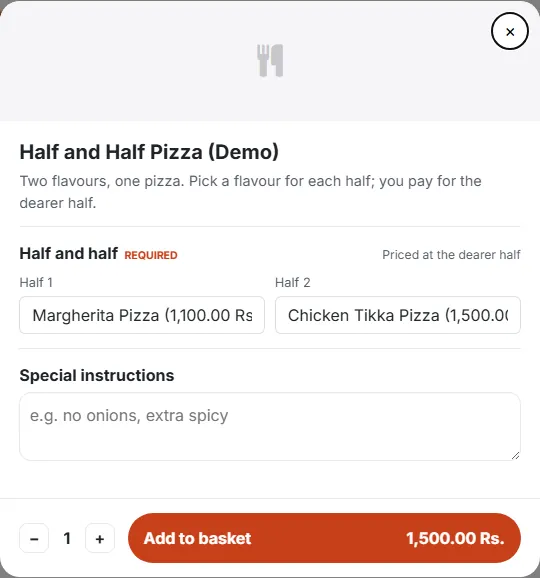 ×
Half and Half Pizza (Demo)
Two flavours, one pizza. Pick a flavour for each half; you pay for the
dearer half.
Half and half REQUIRED Priced at the dearer half
Half 1 Half 2
Margherita Pizza (1,100.00 Rs Chicken Tikka Pizza (1,500.00
Special instructions
e.g. no onions, extra spicy
− 1 + Add to basket 1,500.00 Rs.